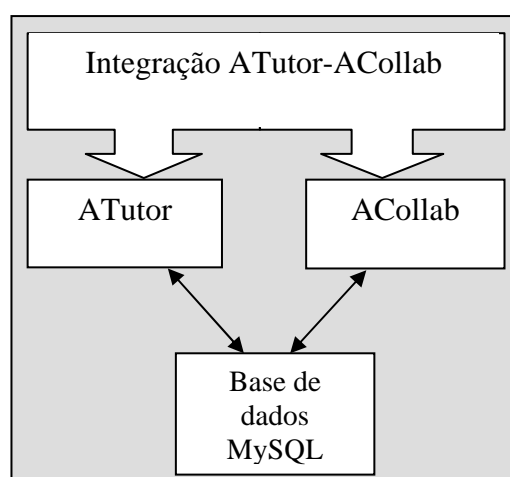 Integração ATutor-ACollab
ATutor
ACollab
Base de
dados
MySQL